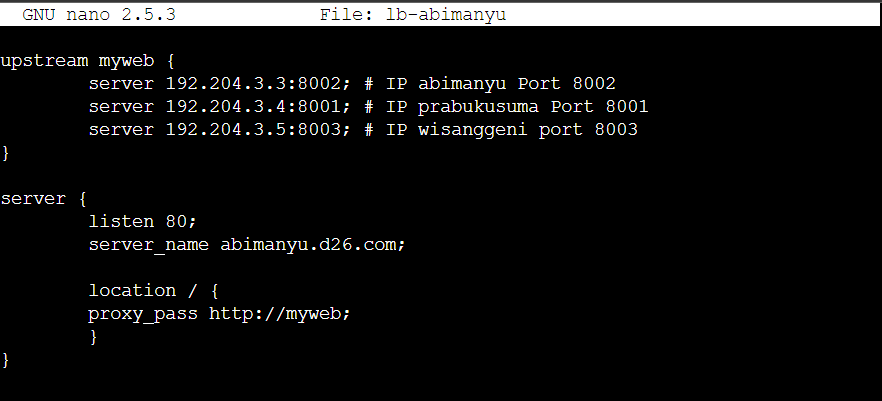 GNU nano 2.5.3 File: lb-abimanyu
upstream myweb {
server 192.204.3.3:8002; # IP abimanyu Port 8002
server 192.204.3.4:8001; # IP prabukusuma Port 8001
server 192.204.3.5:8003; # IP wisanggeni port 8003
}
server {
listen 80;
server_name abimanyu.d26.com;
location / {
proxy_pass http://myweb;
}
}